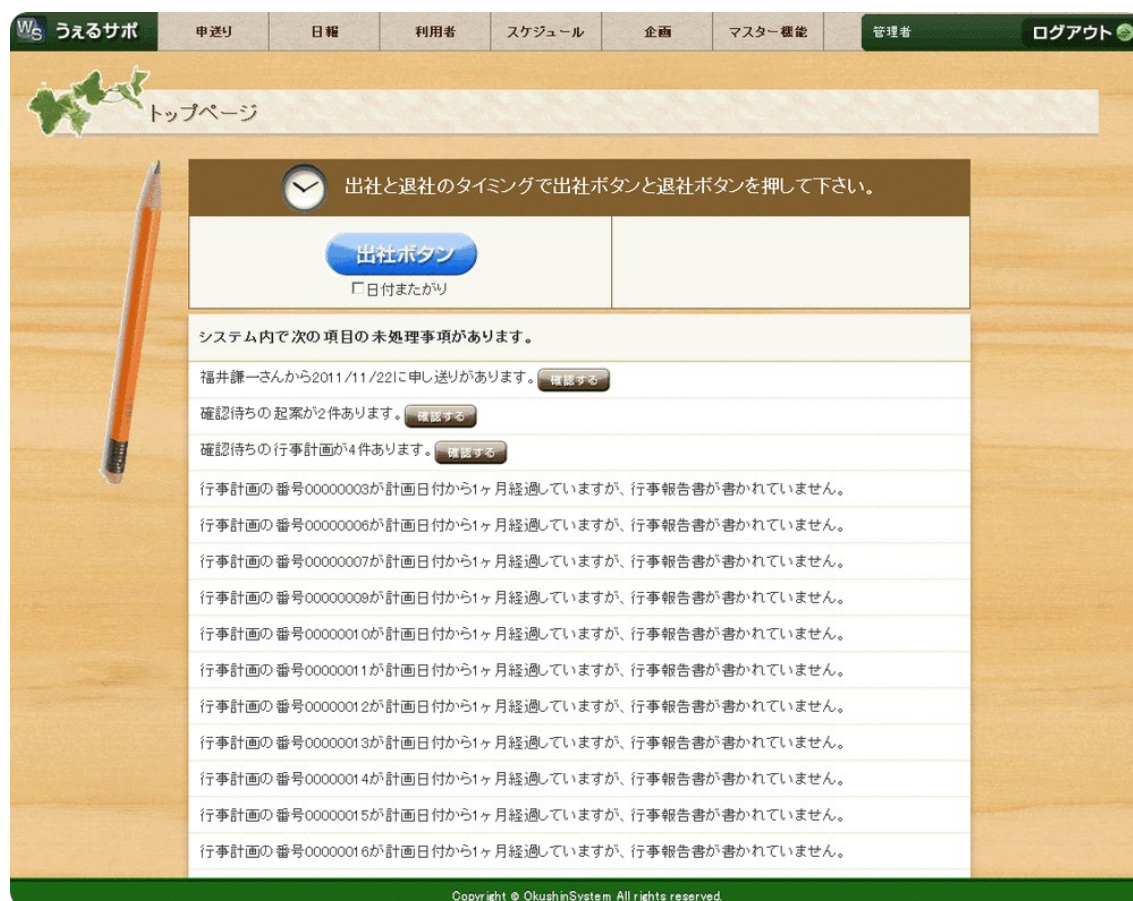 Ws うぇるサポ 申送り 日報 利用者 スケジュール 企画 マスター機能 管理者 ログアウト
トップページ
出社と退社のタイミングで出社ボタンと退社ボタンを押して下さい。
出社ボタン
日付またがり
システム内で次の項目の未処理事項があります。
福井謙一さんから2011/11/22に申し送りがあります。 確認する
確認待ちの起案が2件あります。 確認する
確認待ちの行事計画が4件あります。 確認する
行事計画の番号00000003が計画日付から1ヶ月経過していますが、行事報告書が書かれていません。
行事計画の番号00000006が計画日付から1ヶ月経過していますが、行事報告書が書かれていません。
行事計画の番号00000007が計画日付から1ヶ月経過していますが、行事報告書が書かれていません。
行事計画の番号00000009が計画日付から1ヶ月経過していますが、行事報告書が書かれていません。
行事計画の番号00000010が計画日付から1ヶ月経過していますが、行事報告書が書かれていません。
行事計画の番号00000011が計画日付から1ヶ月経過していますが、行事報告書が書かれていません。
行事計画の番号00000012が計画日付から1ヶ月経過していますが、行事報告書が書かれていません。
行事計画の番号00000013が計画日付から1ヶ月経過していますが、行事報告書が書かれていません。
行事計画の番号00000014が計画日付から1ヶ月経過していますが、行事報告書が書かれていません。
行事計画の番号00000015が計画日付から1ヶ月経過していますが、行事報告書が書かれていません。
行事計画の番号00000016が計画日付から1ヶ月経過していますが、行事報告書が書かれていません。
Copyright © OkushinSystem All rights reserved.